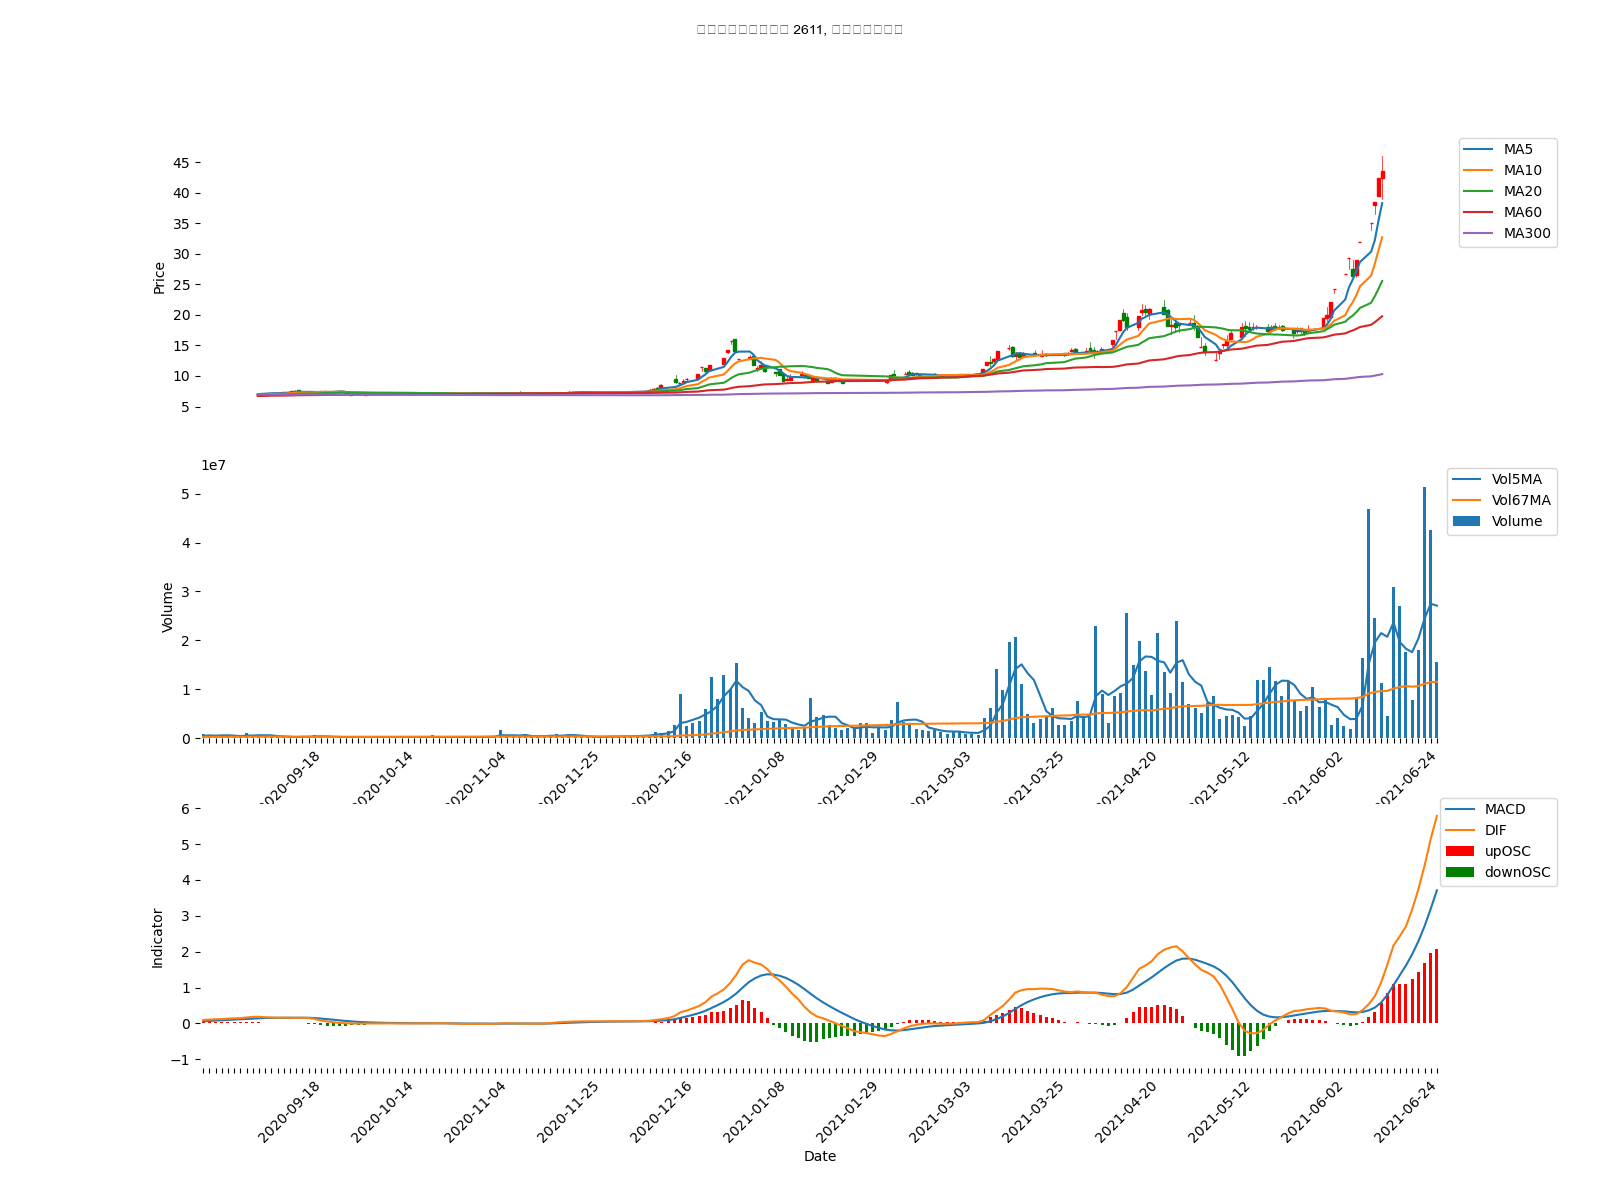 2611,
45
40
35
30
25
20
15
10
5
Price
MA5
MA10
MA20
MA60
MA300
1e7
5
4
3
2
1
0
Volume
Vol5MA
Vol67MA
Volume
2020-09-18
2020-10-14
2020-11-04
2020-11-25
2020-12-16
2021-01-08
2021-01-29
2021-03-03
2021-03-25
2021-04-20
2021-05-12
2021-06-02
2021-06-24
6
5
4
3
2
1
0
−1
Indicator
MACD
DIF
upOSC
downOSC
2020-09-18
2020-10-14
2020-11-04
2020-11-25
2020-12-16
2021-01-08
2021-01-29
2021-03-03
2021-03-25
2021-04-20
2021-05-12
2021-06-02
2021-06-24
Date